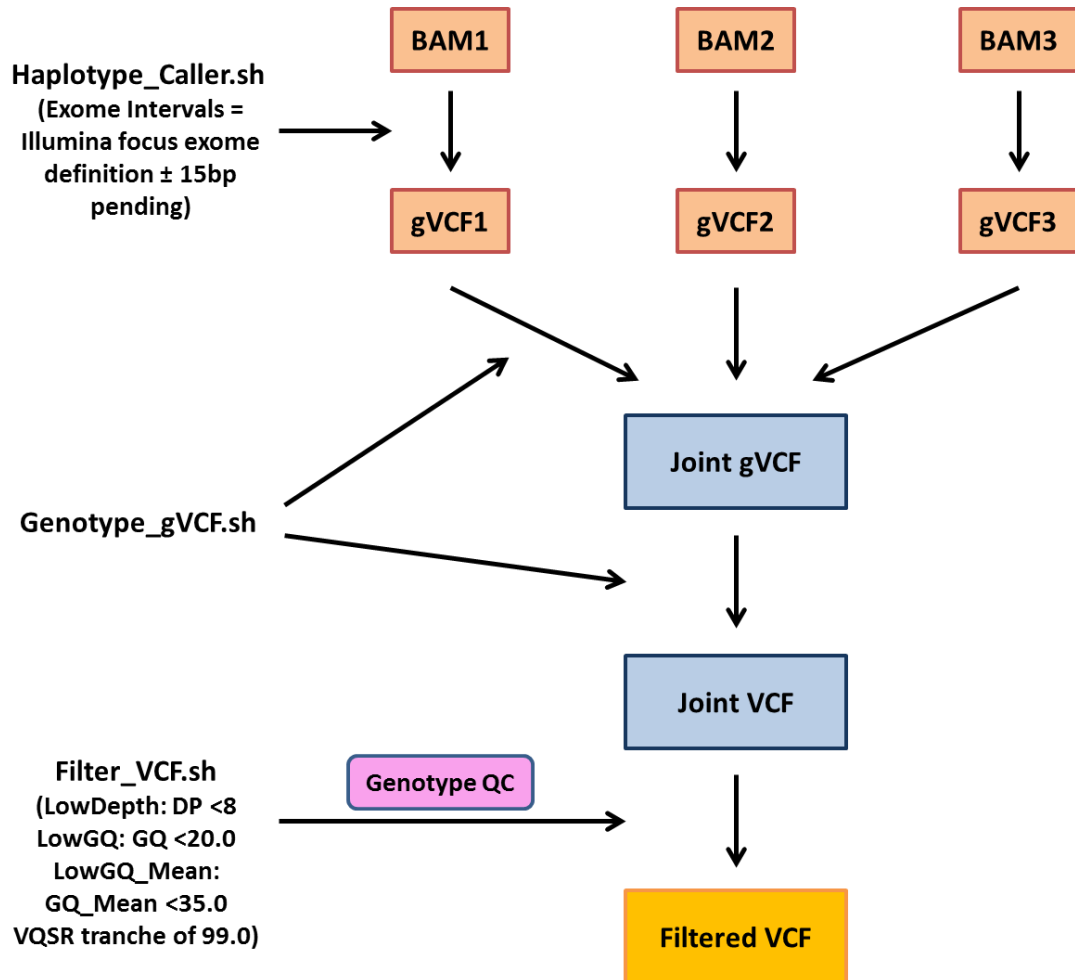 BAM1
BAM2
BAM3
Haplotype_Caller.sh
(Exome Intervals =
Illumina focus exome
definition ± 15bp
pending)
gVCF1
gVCF2
gVCF3
Joint gVCF
Genotype_gVCF.sh
Joint VCF
Filter_VCF.sh
(LowDepth: DP <8
LowGQ: GQ <20.0
LowGQ_Mean:
GQ_Mean <35.0
VQSR tranche of 99.0)
Genotype QC
Filtered VCF